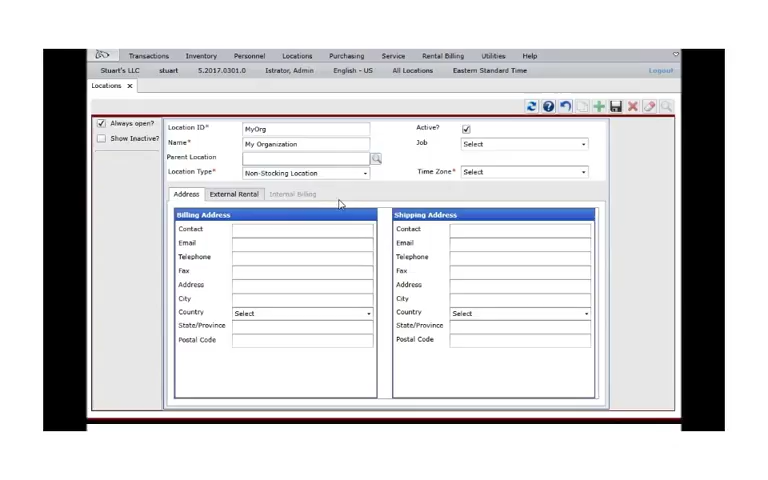 Transactions Inventory Personnel Locations Purchasing Service Rental Billing Utilities Help
Stuart's LLC stuart 5.2017.0301.0 Istrator, Admin English - US All Locations Eastern Standard Time Logout
Locations X
Always open?
Show Inactive?
Location ID* MyOrg Active?
Name* My Organization Job Select
Parent Location
Location Type* Non-Stocking Location Time Zone* Select
Address External Rental Internal Billing
Billing Address Shipping Address
Contact Contact
Email Email
Telephone Telephone
Fax Fax
Address Address
City City
Country Select Country Select
State/Province State/Province
Postal Code Postal Code